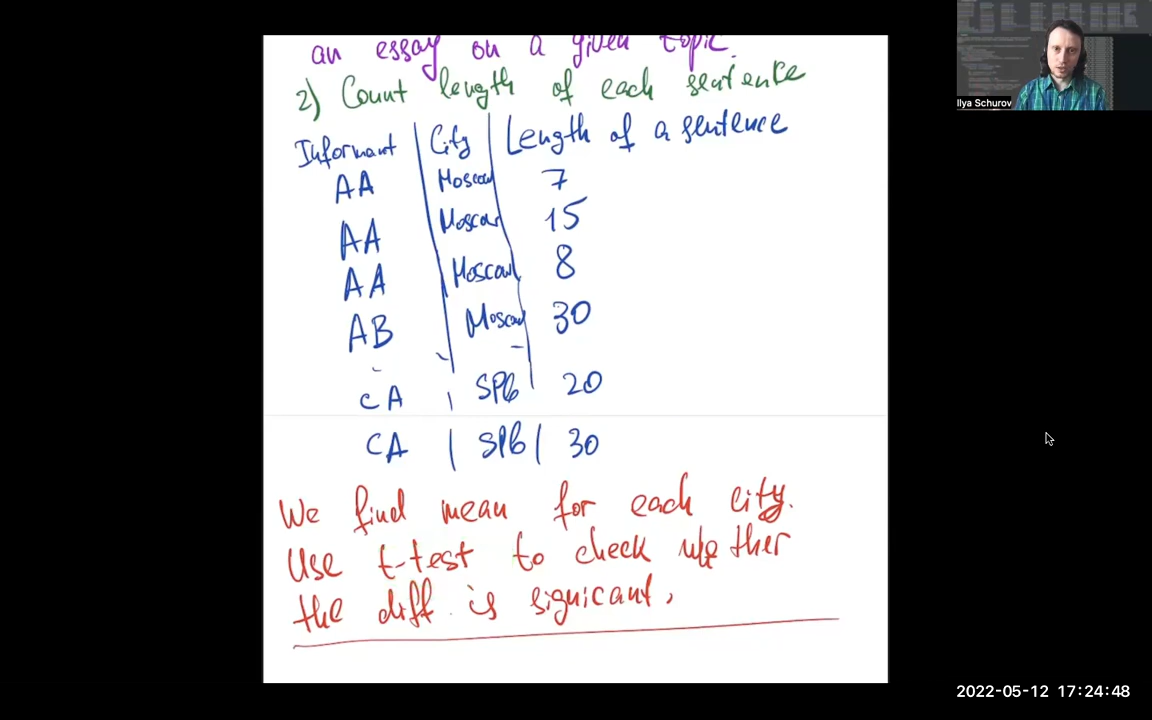 an essay on a given topic.
2) Count length of each sentence
Informant | City | Length of a sentence
AA Moscow 7
AA Moscow 15
AA Moscow 8
AB Moscow 30
CA | SPb | 20
CA | SPb | 30
We find mean for each city.
Use t-test to check whether
the diff. is signicant,
Ilya Schurov
2022-05-12 17:24:48